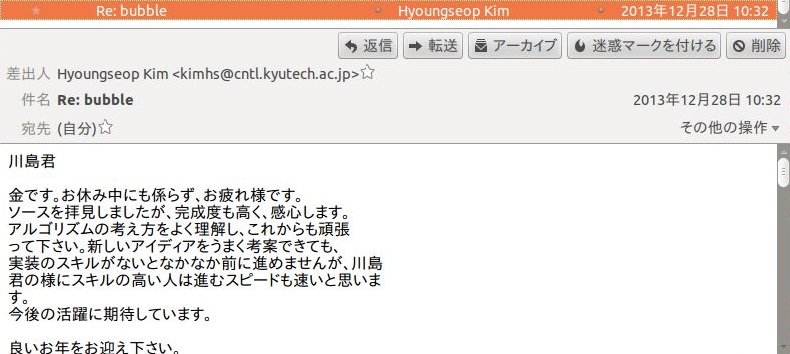 Re: bubble Hyoungseop Kim 2013年12月28日 10:32
返信 転送 アーカイブ 迷惑マークを付ける 削除
差出人 Hyoungseop Kim <kimhs@cntl.kyutech.ac.jp>
件名 Re: bubble 2013年12月28日 10:32
宛先 (自分) その他の操作
川島君
金です。お休み中にも係らず、お疲れ様です。
ソースを拝見しましたが、完成度も高く、感心します。
アルゴリズムの考え方をよく理解し、これからも頑張
って下さい。新しいアイディアをうまく考案できても、
実装のスキルがないとなかなか前に進めませんが、川島
君の様にスキルの高い人は進むスピードも速いと思いま
す。
今後の活躍に期待しています。
良いお年をお迎え下さい。